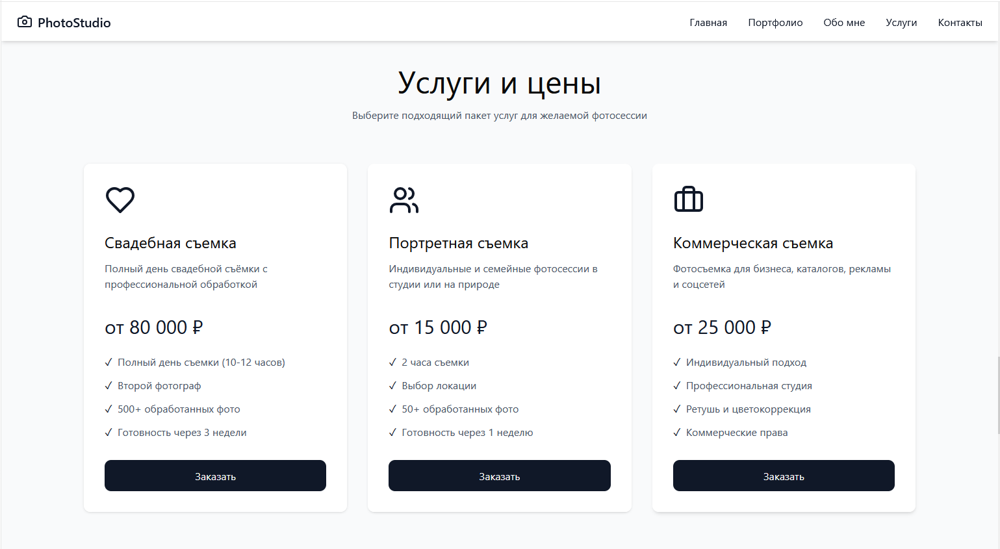 PhotoStudio
Главная Портфолио Обо мне Услуги Контакты
Услуги и цены
Выберите подходящий пакет услуг для желаемой фотосессии
Свадебная съемка
Полный день свадебной съёмки с
профессиональной обработкой
от 80 000 ₽
✓ Полный день съемки (10-12 часов)
✓ Второй фотограф
✓ 500+ обработанных фото
✓ Готовность через 3 недели
Заказать
Портретная съемка
Индивидуальные и семейные фотосессии в
студии или на природе
от 15 000 ₽
✓ 2 часа съемки
✓ Выбор локации
✓ 50+ обработанных фото
✓ Готовность через 1 неделю
Заказать
Коммерческая съемка
Фотосъемка для бизнеса, каталогов, рекламы
и соцсетей
от 25 000 ₽
✓ Индивидуальный подход
✓ Профессиональная студия
✓ Ретушь и цветокоррекция
✓ Коммерческие права
Заказать